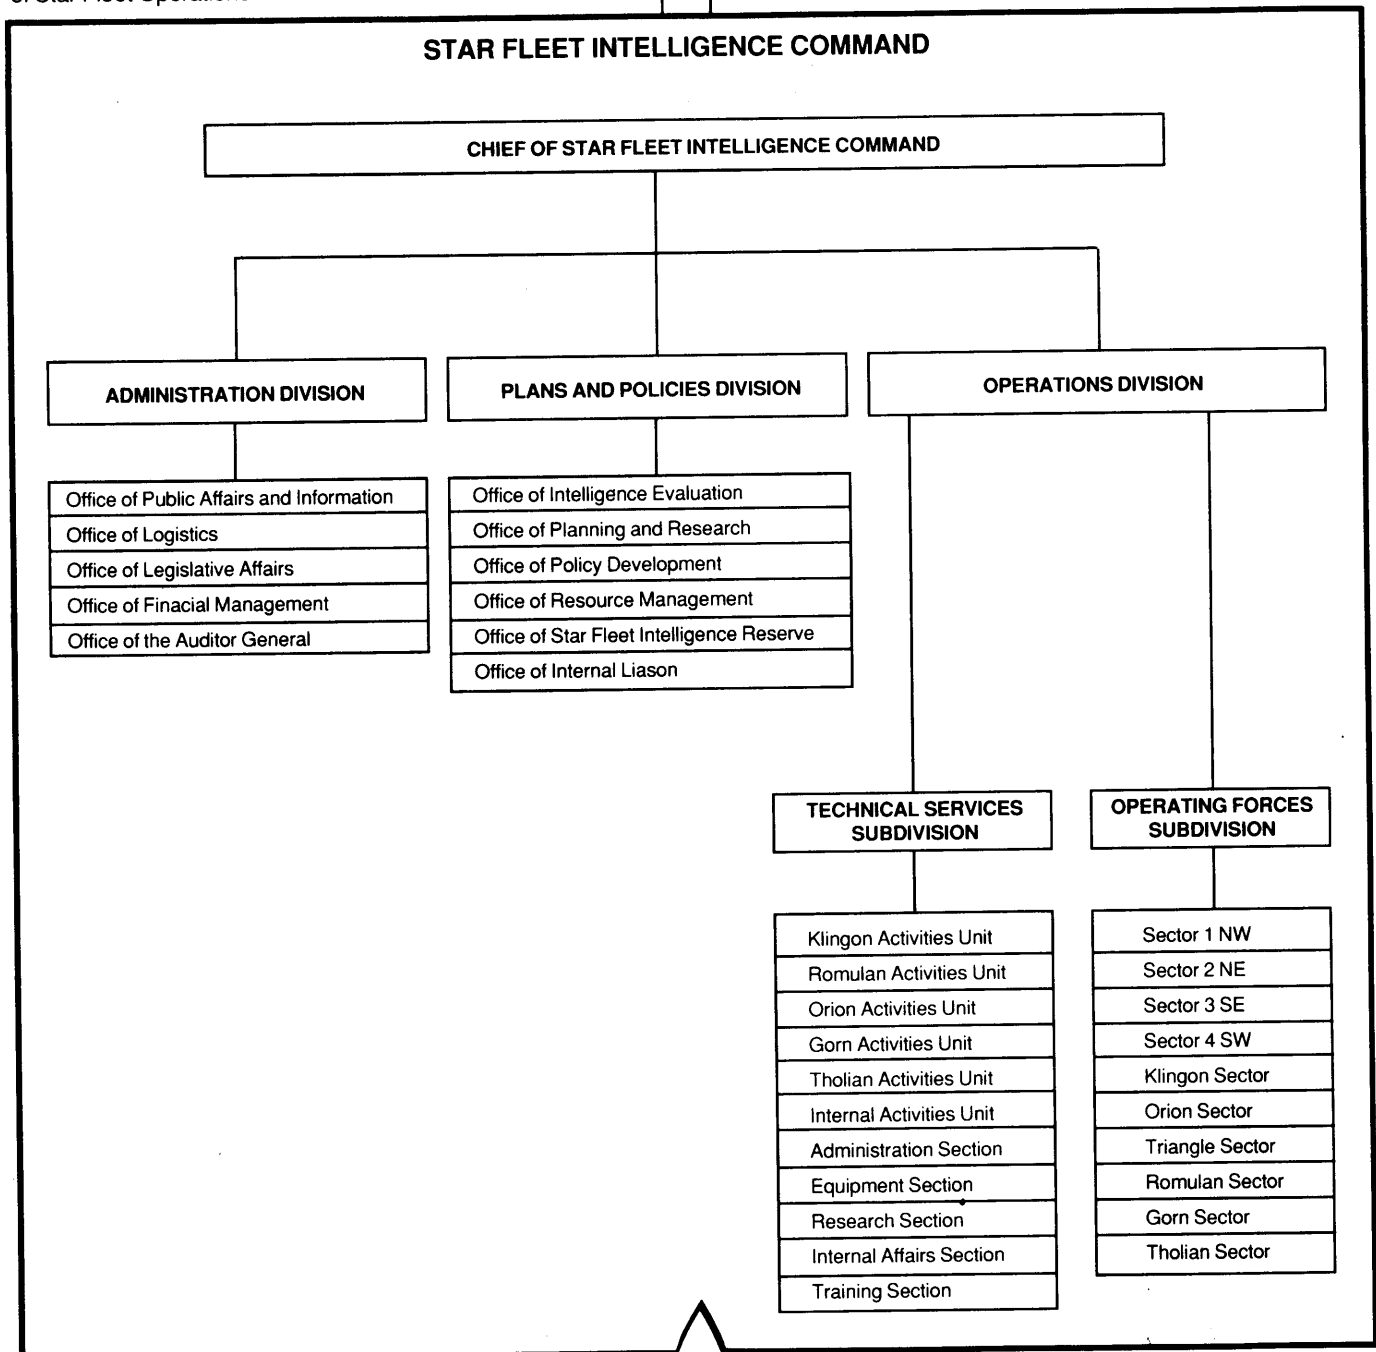 STAR FLEET INTELLIGENCE COMMAND
CHIEF OF STAR FLEET INTELLIGENCE COMMAND
ADMINISTRATION DIVISION
Office of Public Affairs and Information
Office of Logistics
Office of Legislative Affairs
Office of Finacial Management
Office of the Auditor General
PLANS AND POLICIES DIVISION
Office of Intelligence Evaluation
Office of Planning and Research
Office of Policy Development
Office of Resource Management
Office of Star Fleet Intelligence Reserve
Office of Internal Liason
OPERATIONS DIVISION
TECHNICAL SERVICES
SUBDIVISION
Klingon Activities Unit
Romulan Activities Unit
Orion Activities Unit
Gorn Activities Unit
Tholian Activities Unit
Internal Activities Unit
Administration Section
Equipment Section
Research Section
Internal Affairs Section
Training Section
OPERATING FORCES
SUBDIVISION
Sector 1 NW
Sector 2 NE
Sector 3 SE
Sector 4 SW
Klingon Sector
Orion Sector
Triangle Sector
Romulan Sector
Gorn Sector
Tholian Sector